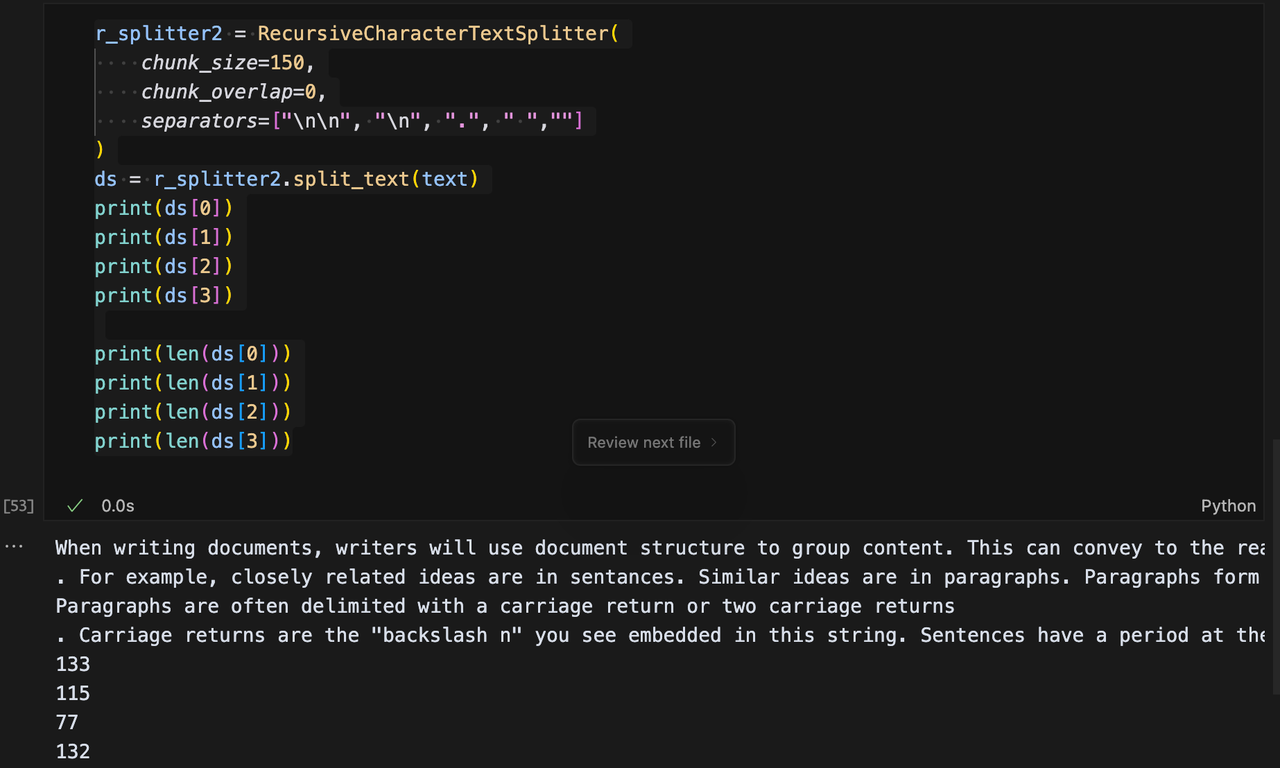 r_splitter2 = RecursiveCharacterTextSplitter(
    chunk_size=150,
    chunk_overlap=0,
    separators=["\n\n", "\n", ".", " ",""]
)
ds = r_splitter2.split_text(text)
print(ds[0])
print(ds[1])
print(ds[2])
print(ds[3])
print(len(ds[0]))
print(len(ds[1]))
print(len(ds[2]))
print(len(ds[3]))
Review next file >
[53] ✓ 0.0s Python
... When writing documents, writers will use document structure to group content. This can convey to the rea
. For example, closely related ideas are in sentances. Similar ideas are in paragraphs. Paragraphs form
Paragraphs are often delimited with a carriage return or two carriage returns
. Carriage returns are the "backslash n" you see embedded in this string. Sentences have a period at the
133
115
77
132